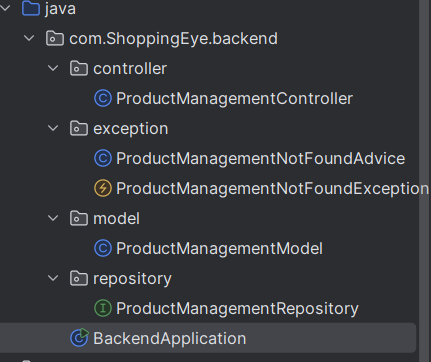 java
com.ShoppingEye.backend
controller
ProductManagementController
exception
ProductManagementNotFoundAdvice
ProductManagementNotFoundException
model
ProductManagementModel
repository
ProductManagementRepository
BackendApplication